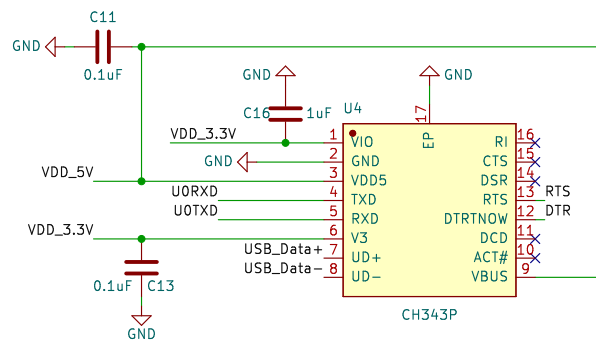 C11
GND
0.1uF
GND
GND
C16
1uF
U4
17
EP
VDD_3.3V
1
VIO
RI
16
GND
2
GND
CTS
15
VDD_5V
3
VDD5
DSR
14
U0RXD
4
TXD
RTS
13
RTS
U0TXD
5
RXD
DTRTNOW
12
DTR
VDD_3.3V
6
V3
DCD
11
USB_Data+
7
UD+
ACT#
10
USB_Data-
8
UD-
VBUS
9
0.1uF
C13
CH343P
GND